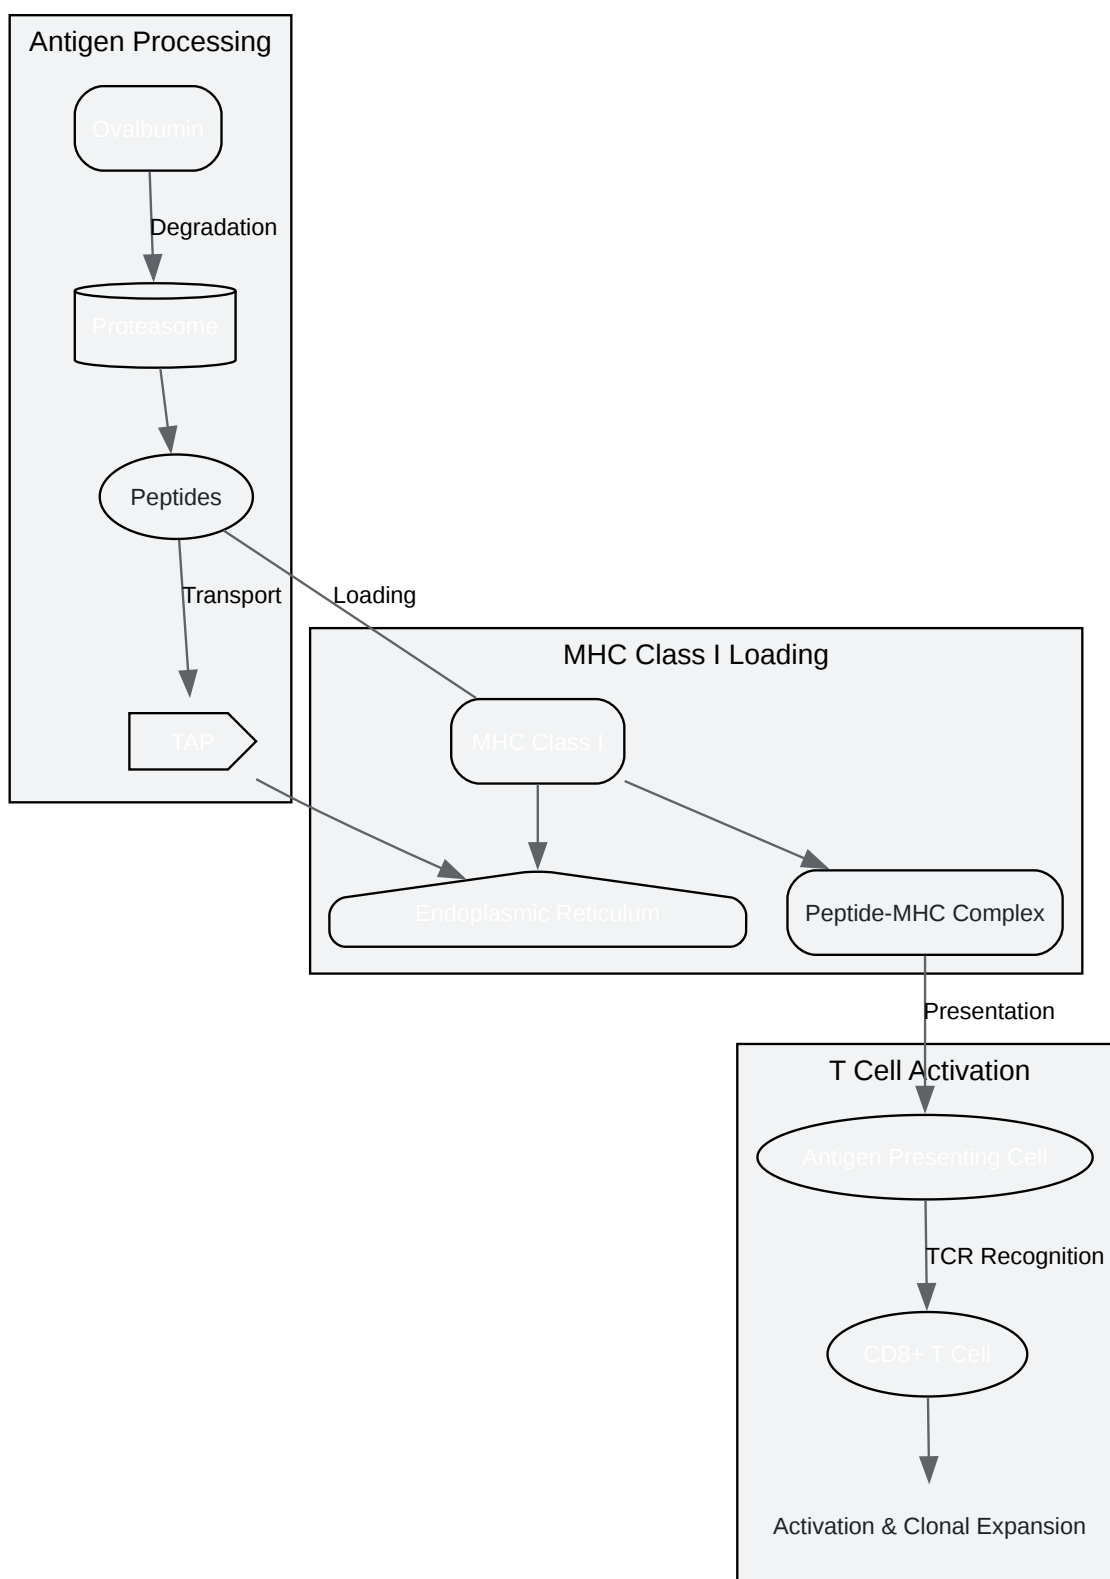 Antigen Processing
Ovalbumin
Degradation
Proteasome
Peptides
Transport
Loading
MHC Class I Loading
TAP
MHC Class I
Endoplasmic Reticulum
Peptide-MHC Complex
Presentation
T Cell Activation
Antigen Presenting Cell
TCR Recognition
CD8+ T Cell
Activation & Clonal Expansion